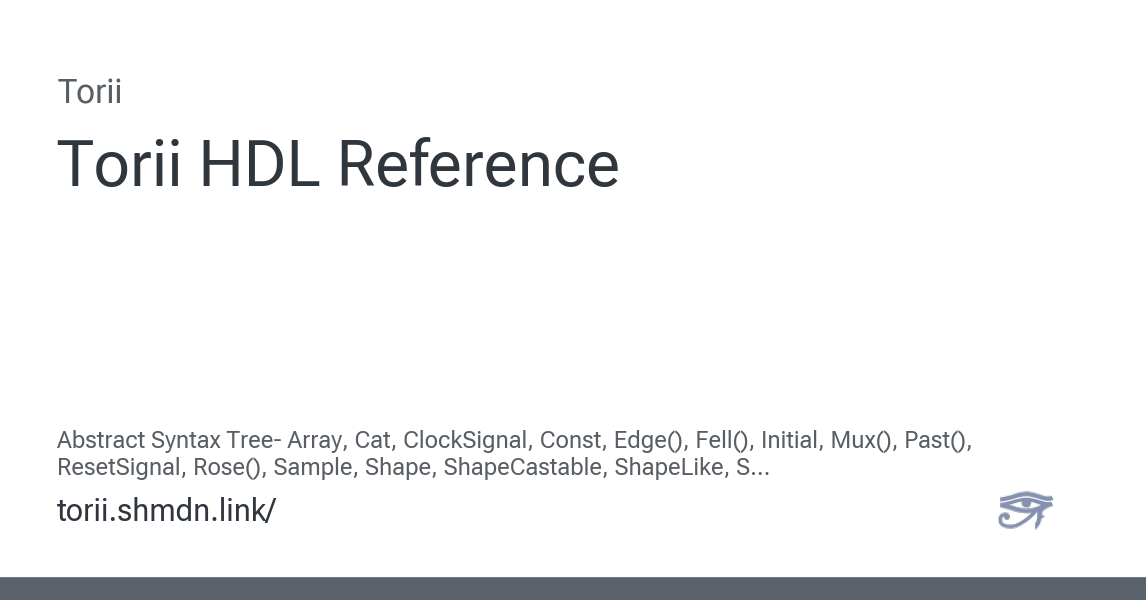 Torii
Torii HDL Reference
Abstract Syntax Tree- Array, Cat, ClockSignal, Const, Edge(), Fell(), Initial, Mux(), Past(),
ResetSignal, Rose(), Sample, Shape, ShapeCastable, ShapeLike, S...
torii.shmdn.link/